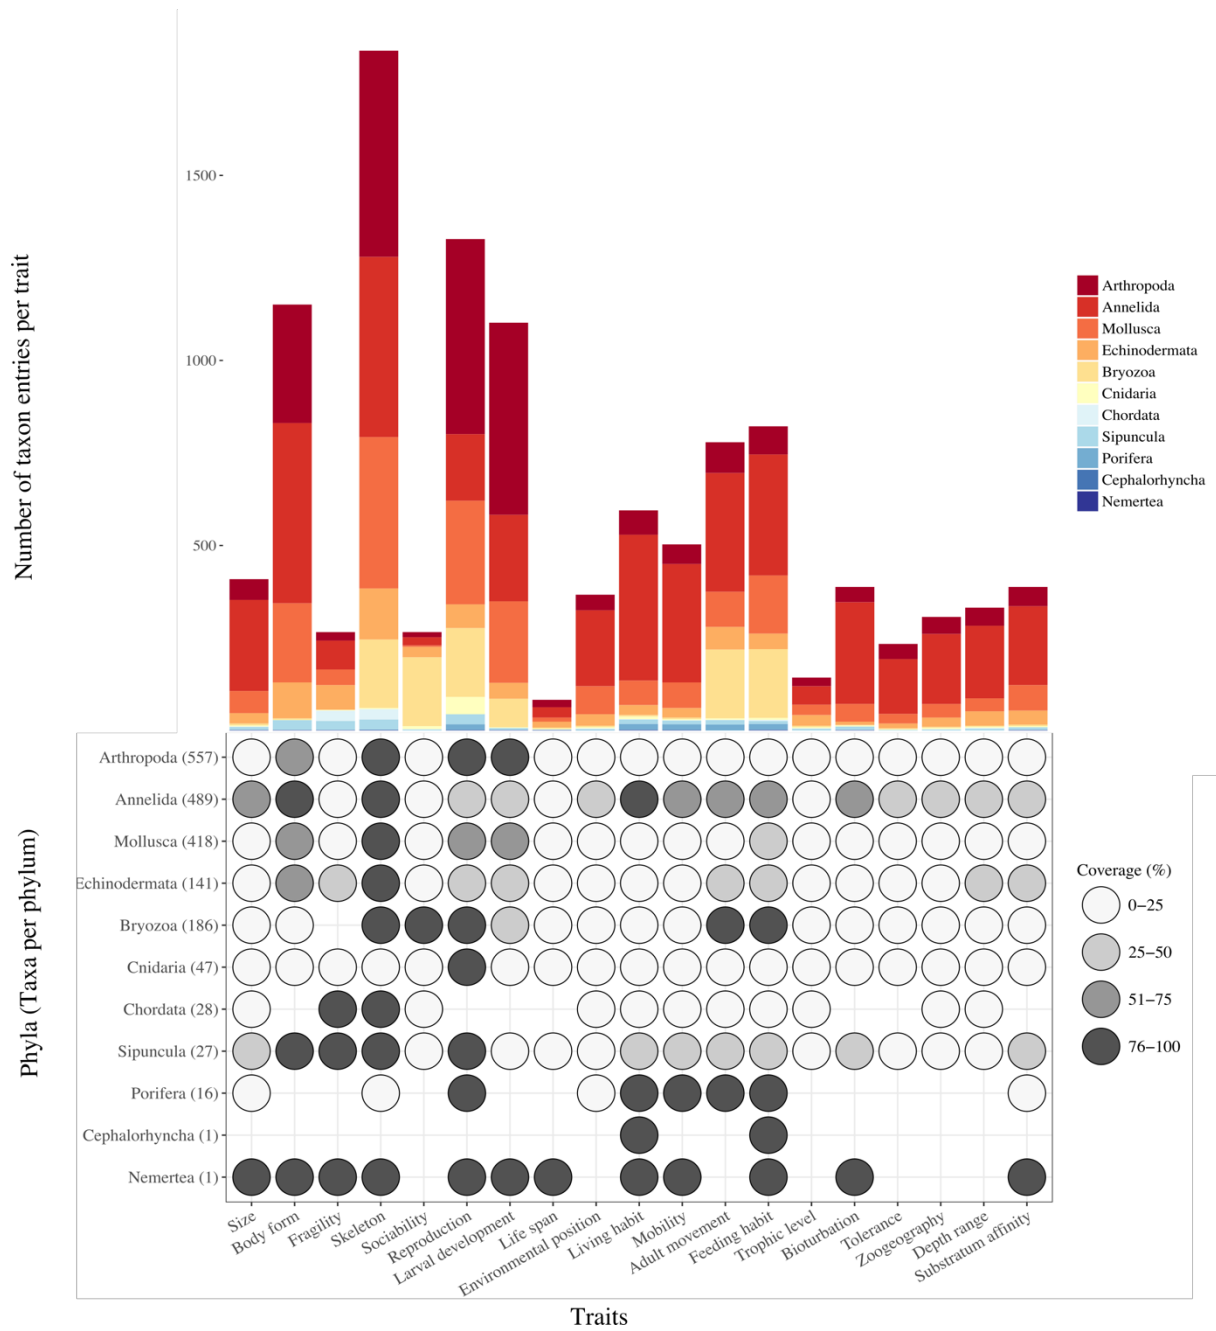 Number of taxon entries per trait
1500
1000
500
Arthropoda
Annelida
Mollusca
Echinodermata
Bryozoa
Cnidaria
Chordata
Sipuncula
Porifera
Cephalorhyncha
Nemertea
Phyla (Taxa per phylum)
Arthropoda (557)
Annelida (489)
Mollusca (418)
Echinodermata (141)
Bryozoa (186)
Cnidaria (47)
Chordata (28)
Sipuncula (27)
Porifera (16)
Cephalorhyncha (1)
Nemertea (1)
Coverage (%)
0–25
25–50
51–75
76–100
Size
Body form
Fragility
Skeleton
Sociability
Reproduction
Larval development
Life span
Environmental position
Living habit
Mobility
Adult movement
Feeding habit
Trophic level
Bioturbation
Tolerance
Zoogeography
Depth range
Substratum affinity
Traits